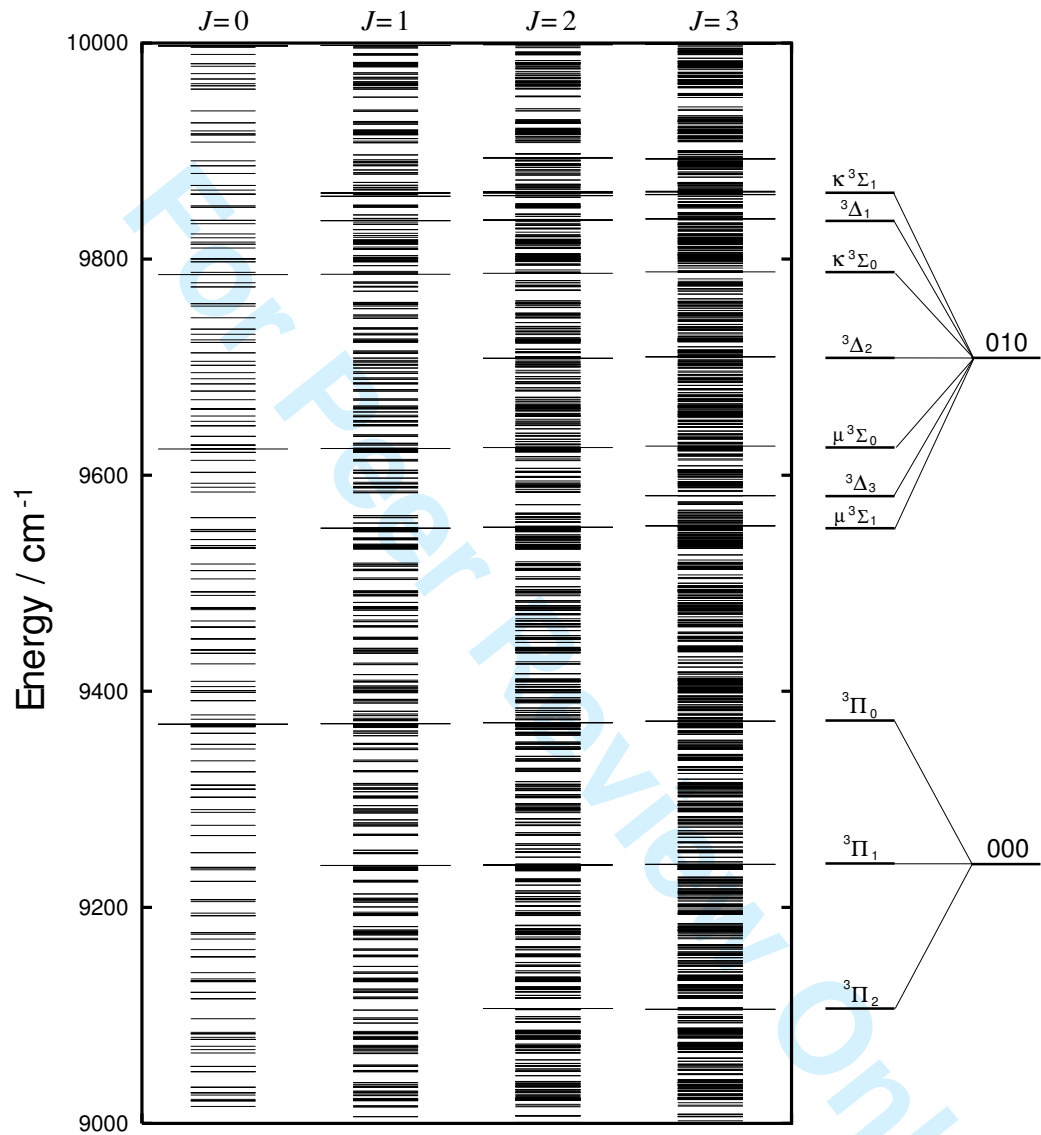 J=0 J=1 J=2 J=3
10000
9800
9600
9400
9200
9000
Energy / cm-1
κ ³Σ₁
³Δ₁
κ ³Σ₀
³Δ₂
μ ³Σ₀
³Δ₃
μ ³Σ₁
010
³Π₀
³Π₁
³Π₂
000
For Peer Review Onl